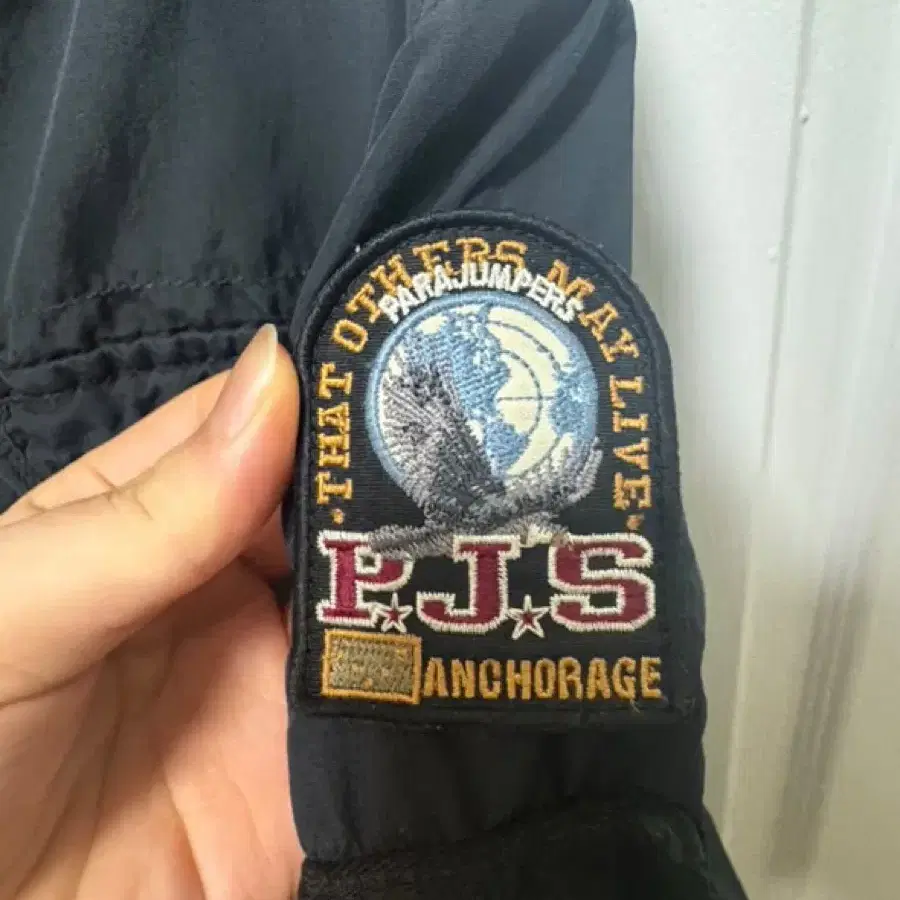 THAT OTHERS MAY LIVE
PARAJUMPERS
P.J.S
ANCHORAGE